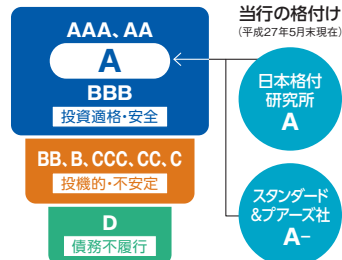 AAA、AA
A
BBB
投資適格・安全
BB、B、CCC、CC、C
投機的・不安定
D
債務不履行
当行の格付け
(平成27年5月末現在)
日本格付
研究所
A
スタンダード
&プアーズ社
A−